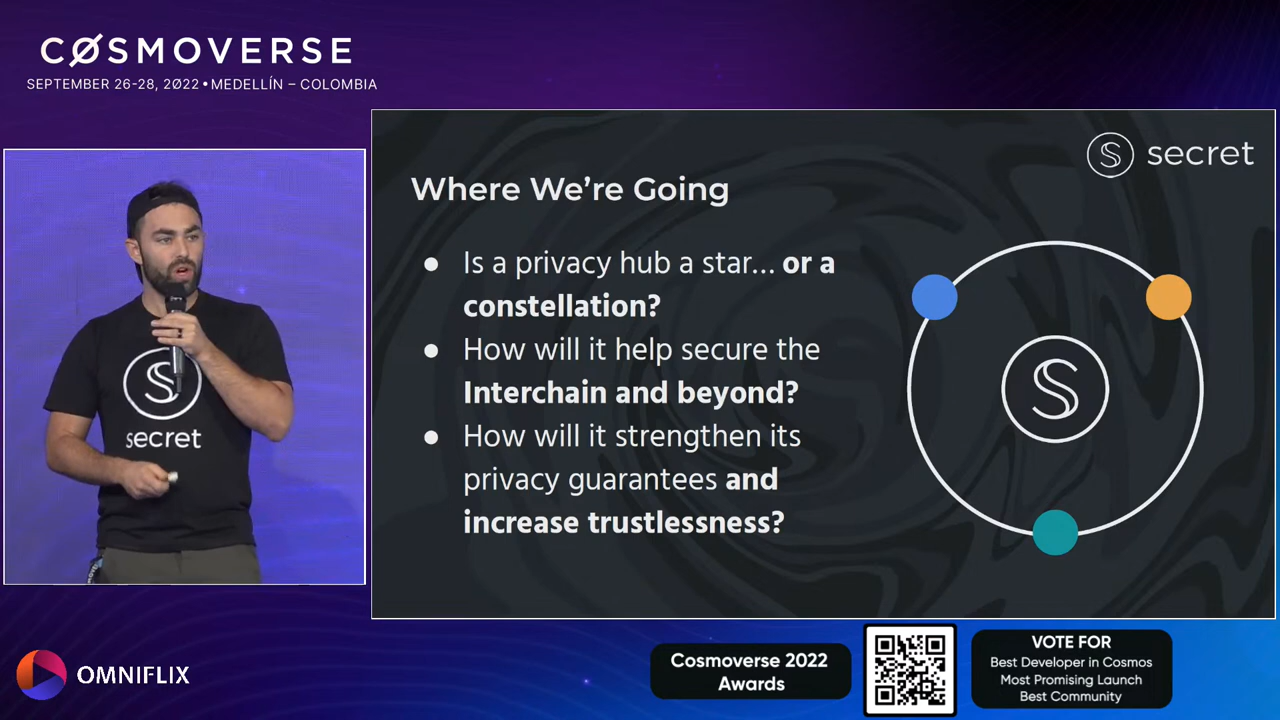 CØSMOVERSE
SEPTEMBER 26-28, 2Ø22 • MEDELLÍN – COLOMBIA
secret
Where We're Going
● Is a privacy hub a star... or a
constellation?
● How will it help secure the
Interchain and beyond?
● How will it strengthen its
privacy guarantees and
increase trustlessness?
secret
OMNIFLIX
Cosmoverse 2022
Awards
VOTE FOR
Best Developer in Cosmos
Most Promising Launch
Best Community